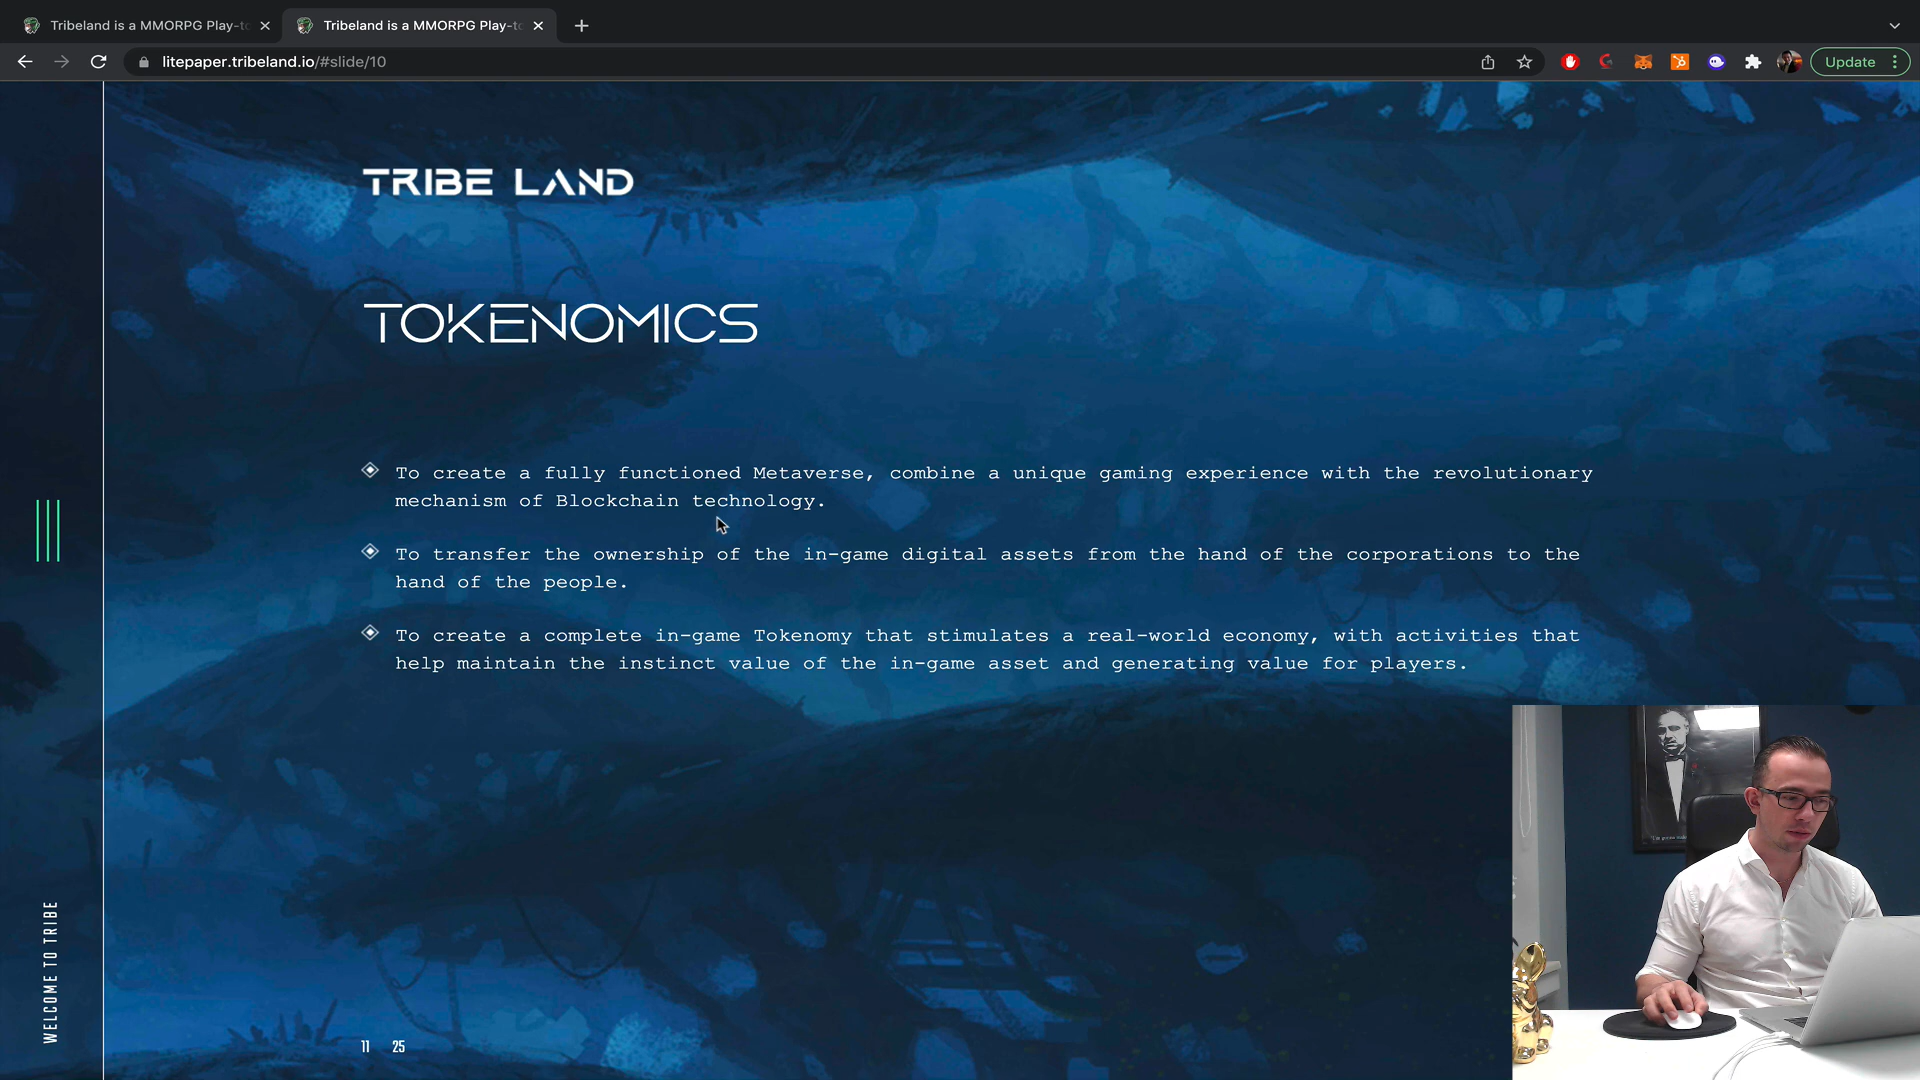 Tribeland is a MMORPG Play-to
Tribeland is a MMORPG Play-to
litepaper.tribeland.io/#slide/10
Update
TRIBE LAND
TOKENOMICS
To create a fully functioned Metaverse, combine a unique gaming experience with the revolutionary
mechanism of Blockchain technology.
To transfer the ownership of the in-game digital assets from the hand of the corporations to the
hand of the people.
To create a complete in-game Tokenomy that stimulates a real-world economy, with activities that
help maintain the instinct value of the in-game asset and generating value for players.
WELCOME TO TRIBE
11 25